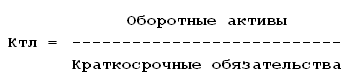 Оборотные активы
Ктл = ---------------------------
Краткосрочные обязательства